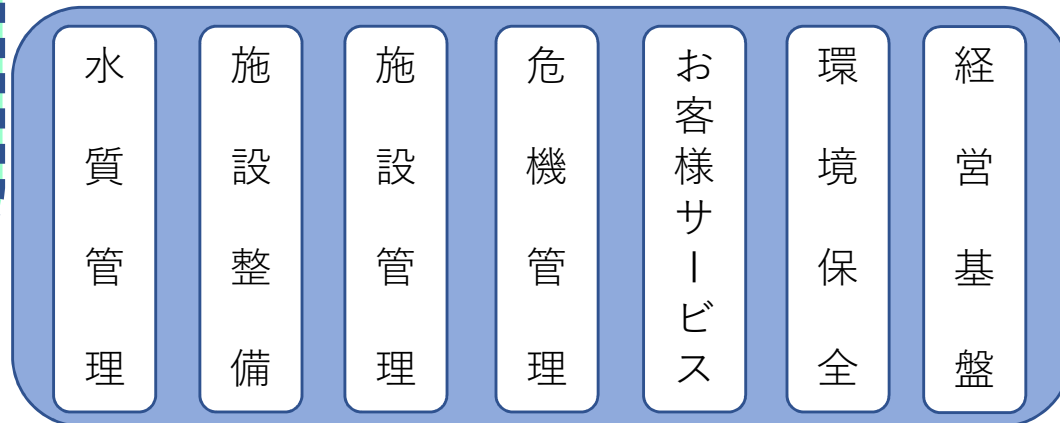 水質管理
施設整備
施設管理
危機管理
お客様サービス
環境保全
経営基盤